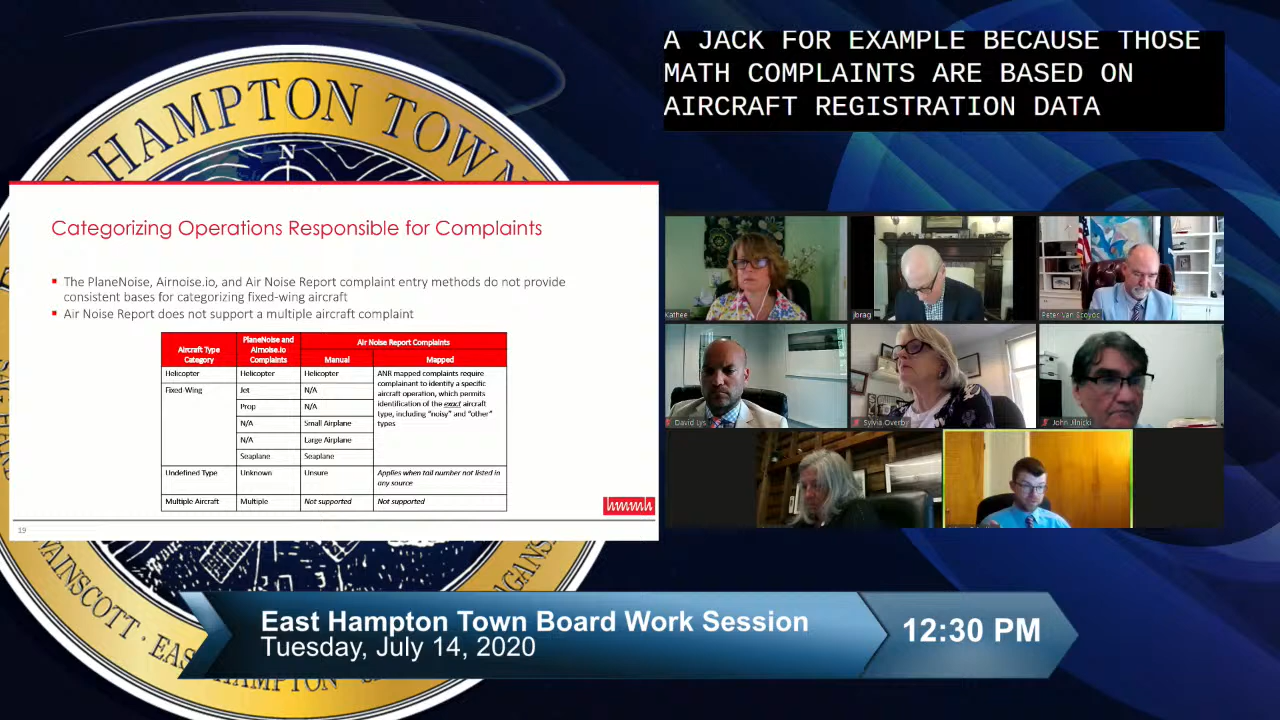 A JACK FOR EXAMPLE BECAUSE THOSE
MATH COMPLAINTS ARE BASED ON
AIRCRAFT REGISTRATION DATA
HAMPTON TOWN
N
Categorizing Operations Responsible for Complaints
The PlaneNoise, Airnoise.io, and Air Noise Report complaint entry methods do not provide
consistent bases for categorizing fixed-wing aircraft
Air Noise Report does not support a multiple aircraft complaint
Aircraft Type
Category
PlaneNoise and
Airnoise.io
Complaints
Air Noise Report Complaints
Manual
Mapped
Helicopter
Helicopter
Helicopter
ANR mapped complaints require
complainant to identify a specific
aircraft operation, which permits
identification of the exact aircraft
type, including "noisy" and "other"
types
Fixed-Wing
Jet
N/A
Prop
N/A
N/A
Small Airplane
N/A
Large Airplane
Seaplane
Seaplane
Undefined Type
Unknown
Unsure
Applies when tail number not listed in
any source
Multiple Aircraft
Multiple
Not supported
Not supported
hmmh
19
Kathee
jbrag
Peter Van Scoyoc
David Lys
Sylvia Overby
John Jilnicki
WAINSCOTT · EAS
HAMPTON
East Hampton Town Board Work Session
Tuesday, July 14, 2020
12:30 PM